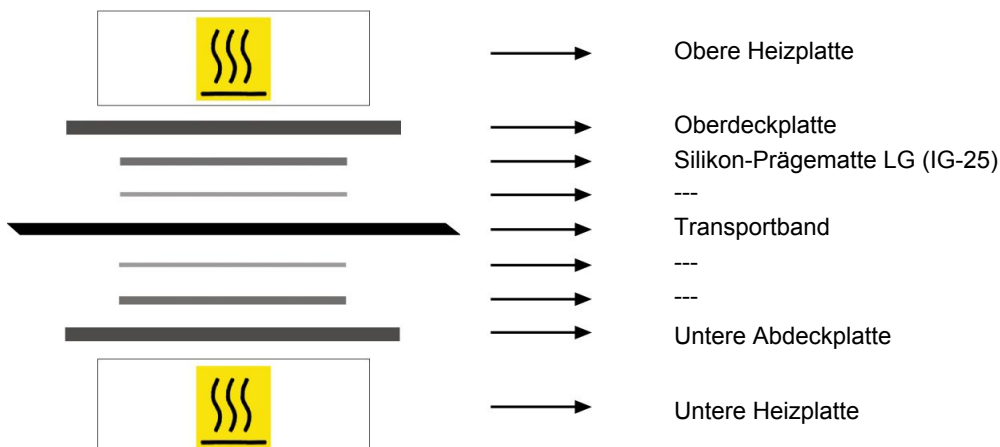 Obere Heizplatte
Oberdeckplatte
Silikon-Prägematte LG (IG-25)
---
Transportband
---
---
Untere Abdeckplatte
Untere Heizplatte